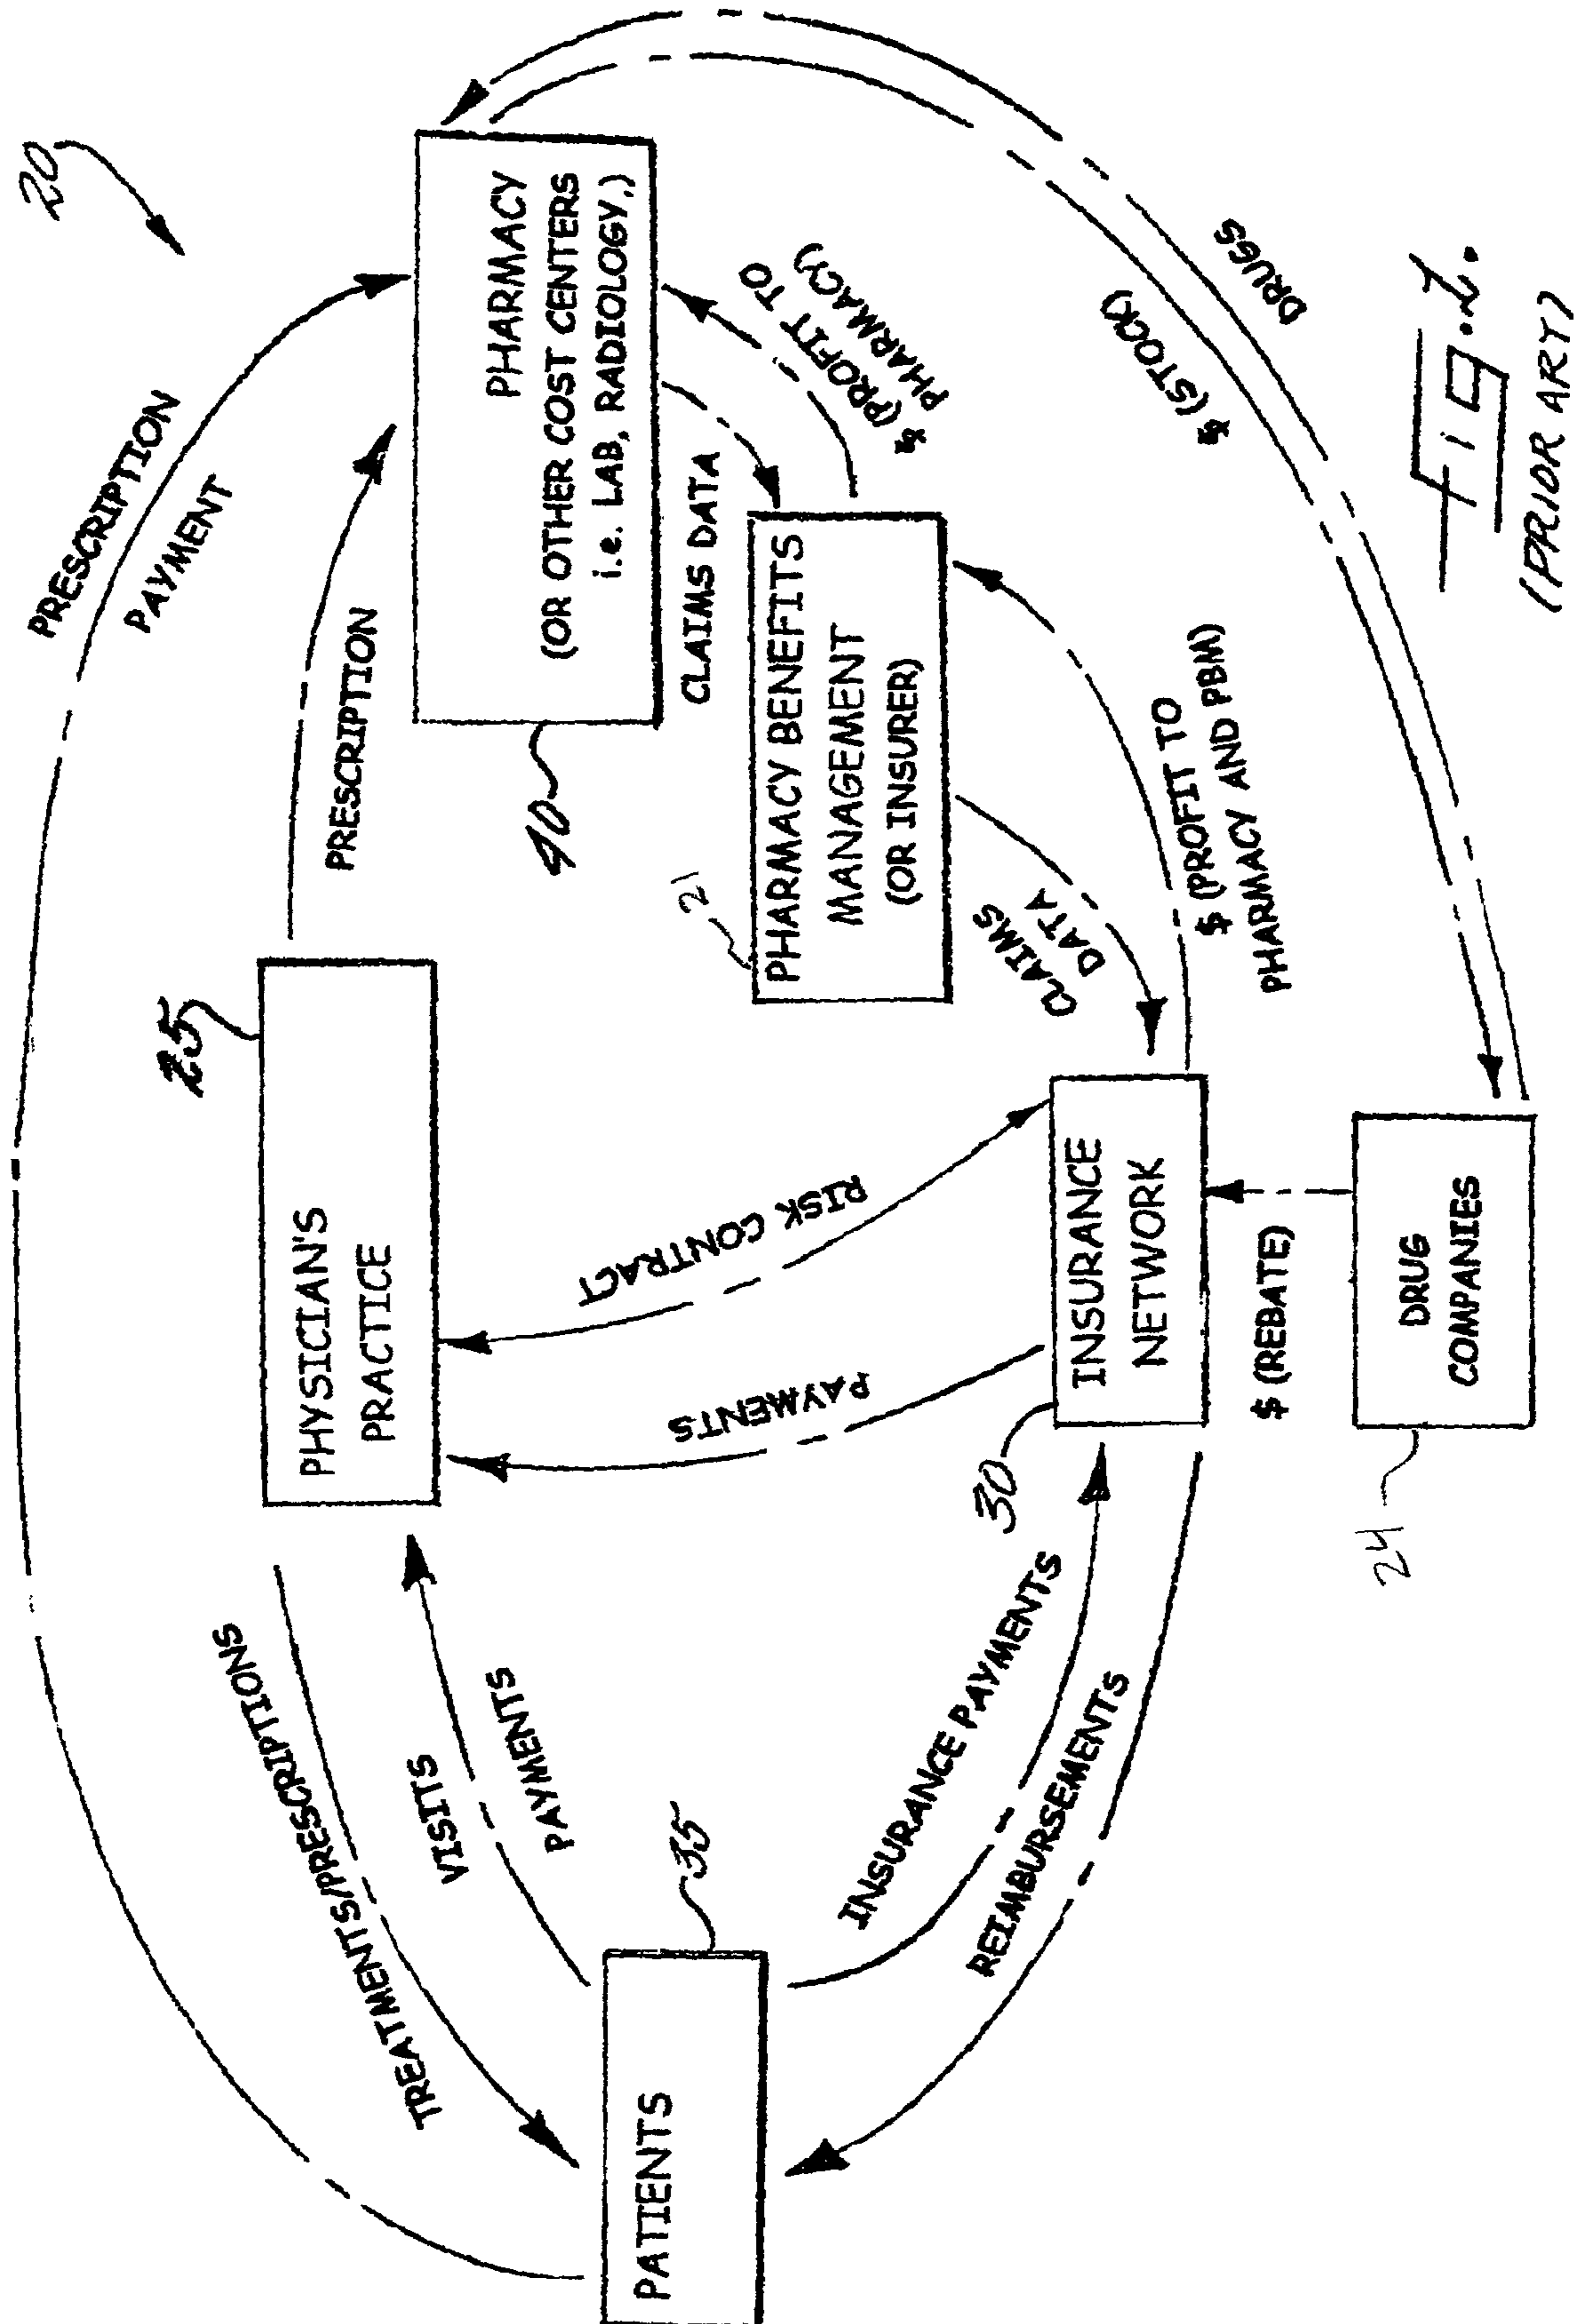 20
PRESCRIPTION
PAYMENT
25
PHYSICIAN'S
PRACTICE
PRESCRIPTION
PHARMACY
(OR OTHER COST CENTERS
i.e. LAB, RADIOLOGY,)
40
TREATMENTS/PRESCRIPTIONS
VISITS
PAYMENTS
PAYMENTS
RISK CONTRACT
CLAIMS DATA
$ (PROFIT TO
PHARMACY)
21
PHARMACY BENEFITS
MANAGEMENT
(OR INSURER)
PATIENTS
35
INSURANCE PAYMENTS
REIMBURSEMENTS
30
INSURANCE
NETWORK
CLAIMS
DATA
$ (PROFIT TO
PHARMACY AND PBM)
$ (STOCK)
DRUGS
$ (REBATE)
24
DRUG
COMPANIES
Fig. 2.
(PRIOR ART)